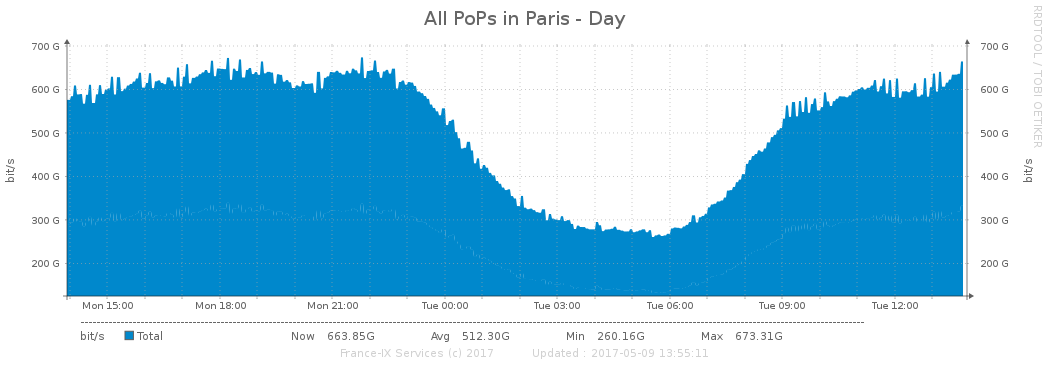 All PoPs in Paris - Day
RRDTOOL / TOBI OETIKER
bit/s
700 G
600 G
500 G
400 G
300 G
200 G
700 G
600 G
500 G
400 G
300 G
200 G
bit/s
Mon 15:00 Mon 18:00 Mon 21:00 Tue 00:00 Tue 03:00 Tue 06:00 Tue 09:00 Tue 12:00
bit/s Total Now 663.85G Avg 512.30G Min 260.16G Max 673.31G
France-IX Services (c) 2017 Updated : 2017-05-09 13:55:11